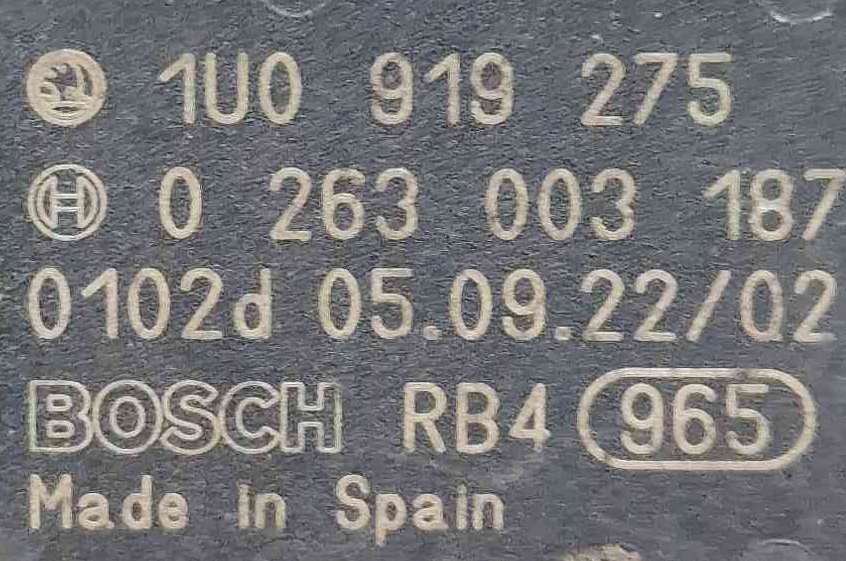 1U0 919 275
0 263 003 187
0102d 05.09.22/02
BOSCH RB4 965
Made in Spain